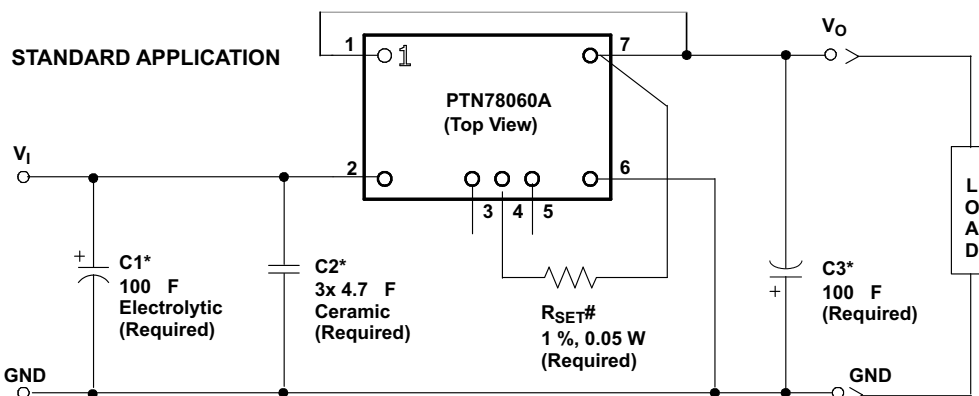 STANDARD APPLICATION
VO
1
1
7
PTN78060A
(Top View)
VI
2
6
3
4
5
L
O
A
D
C1*
100 F
Electrolytic
(Required)
C2*
3x 4.7 F
Ceramic
(Required)
RSET#
1 %, 0.05 W
(Required)
C3*
100 F
(Required)
+
+
GND
GND